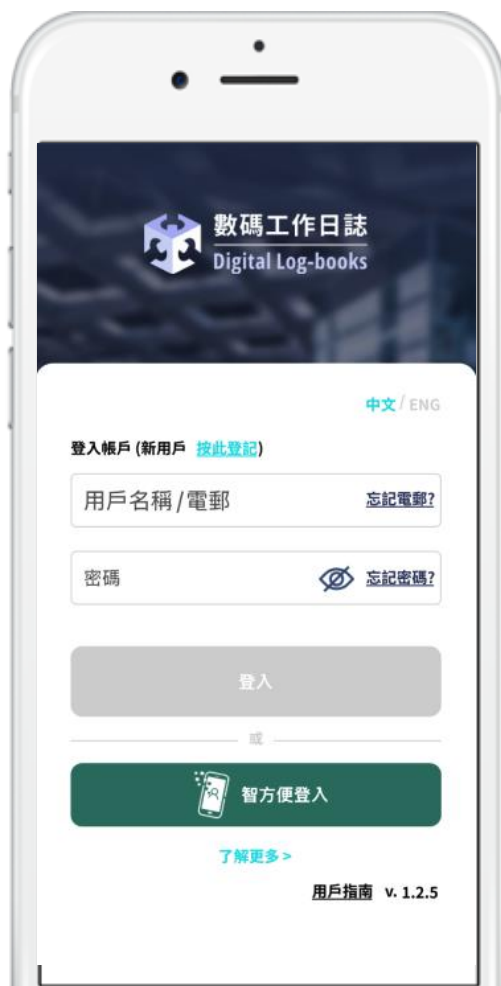 數碼工作日誌
Digital Log-books
中文 / ENG
登入帳戶 (新用戶 按此登記)
用戶名稱/電郵 忘記電郵?
密碼 忘記密碼?
登入
或
智方便登入
了解更多 >
用戶指南 v. 1.2.5